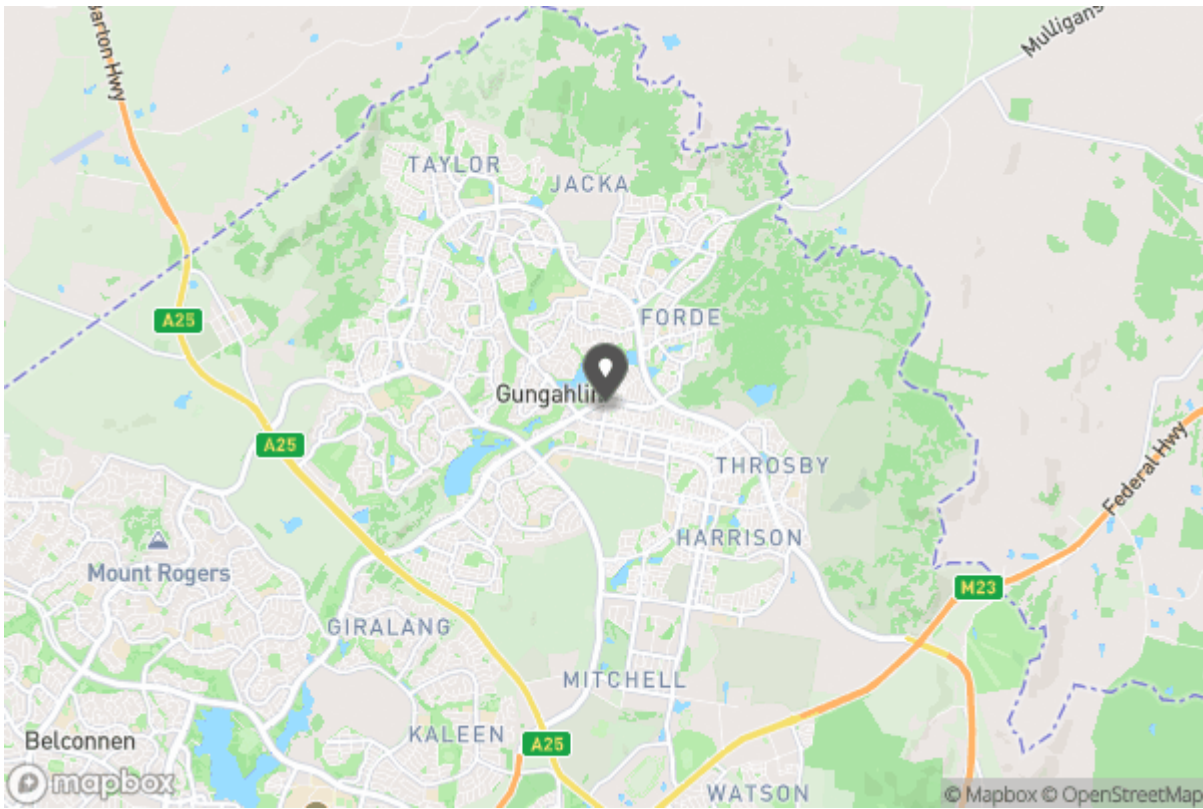 Barton Hwy
Mulligans
TAYLOR
JACKA
FORDE
A25
Gungahlin
A25
THROSBY
Federal Hwy
HARRISON
Mount Rogers
M23
GIRALANG
MITCHELL
KALEEN
Belconnen
A25
mapbox
WATSON
© Mapbox © OpenStreetMap